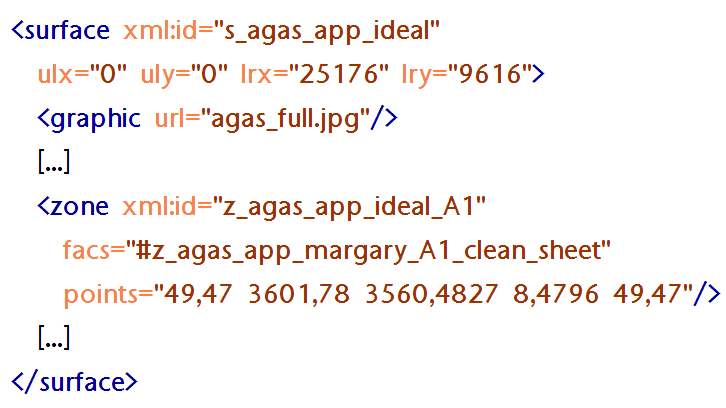 <surface xml:id="s_agas_app_ideal"
ulx="0" uly="0" lrx="25176" lry="9616">
<graphic url="agas_full.jpg"/>
[...]
<zone xml:id="z_agas_app_ideal_A1"
facs="#z_agas_app_margary_A1_clean_sheet"
points="49,47 3601,78 3560,4827 8,4796 49,47"/>
[...]
</surface>